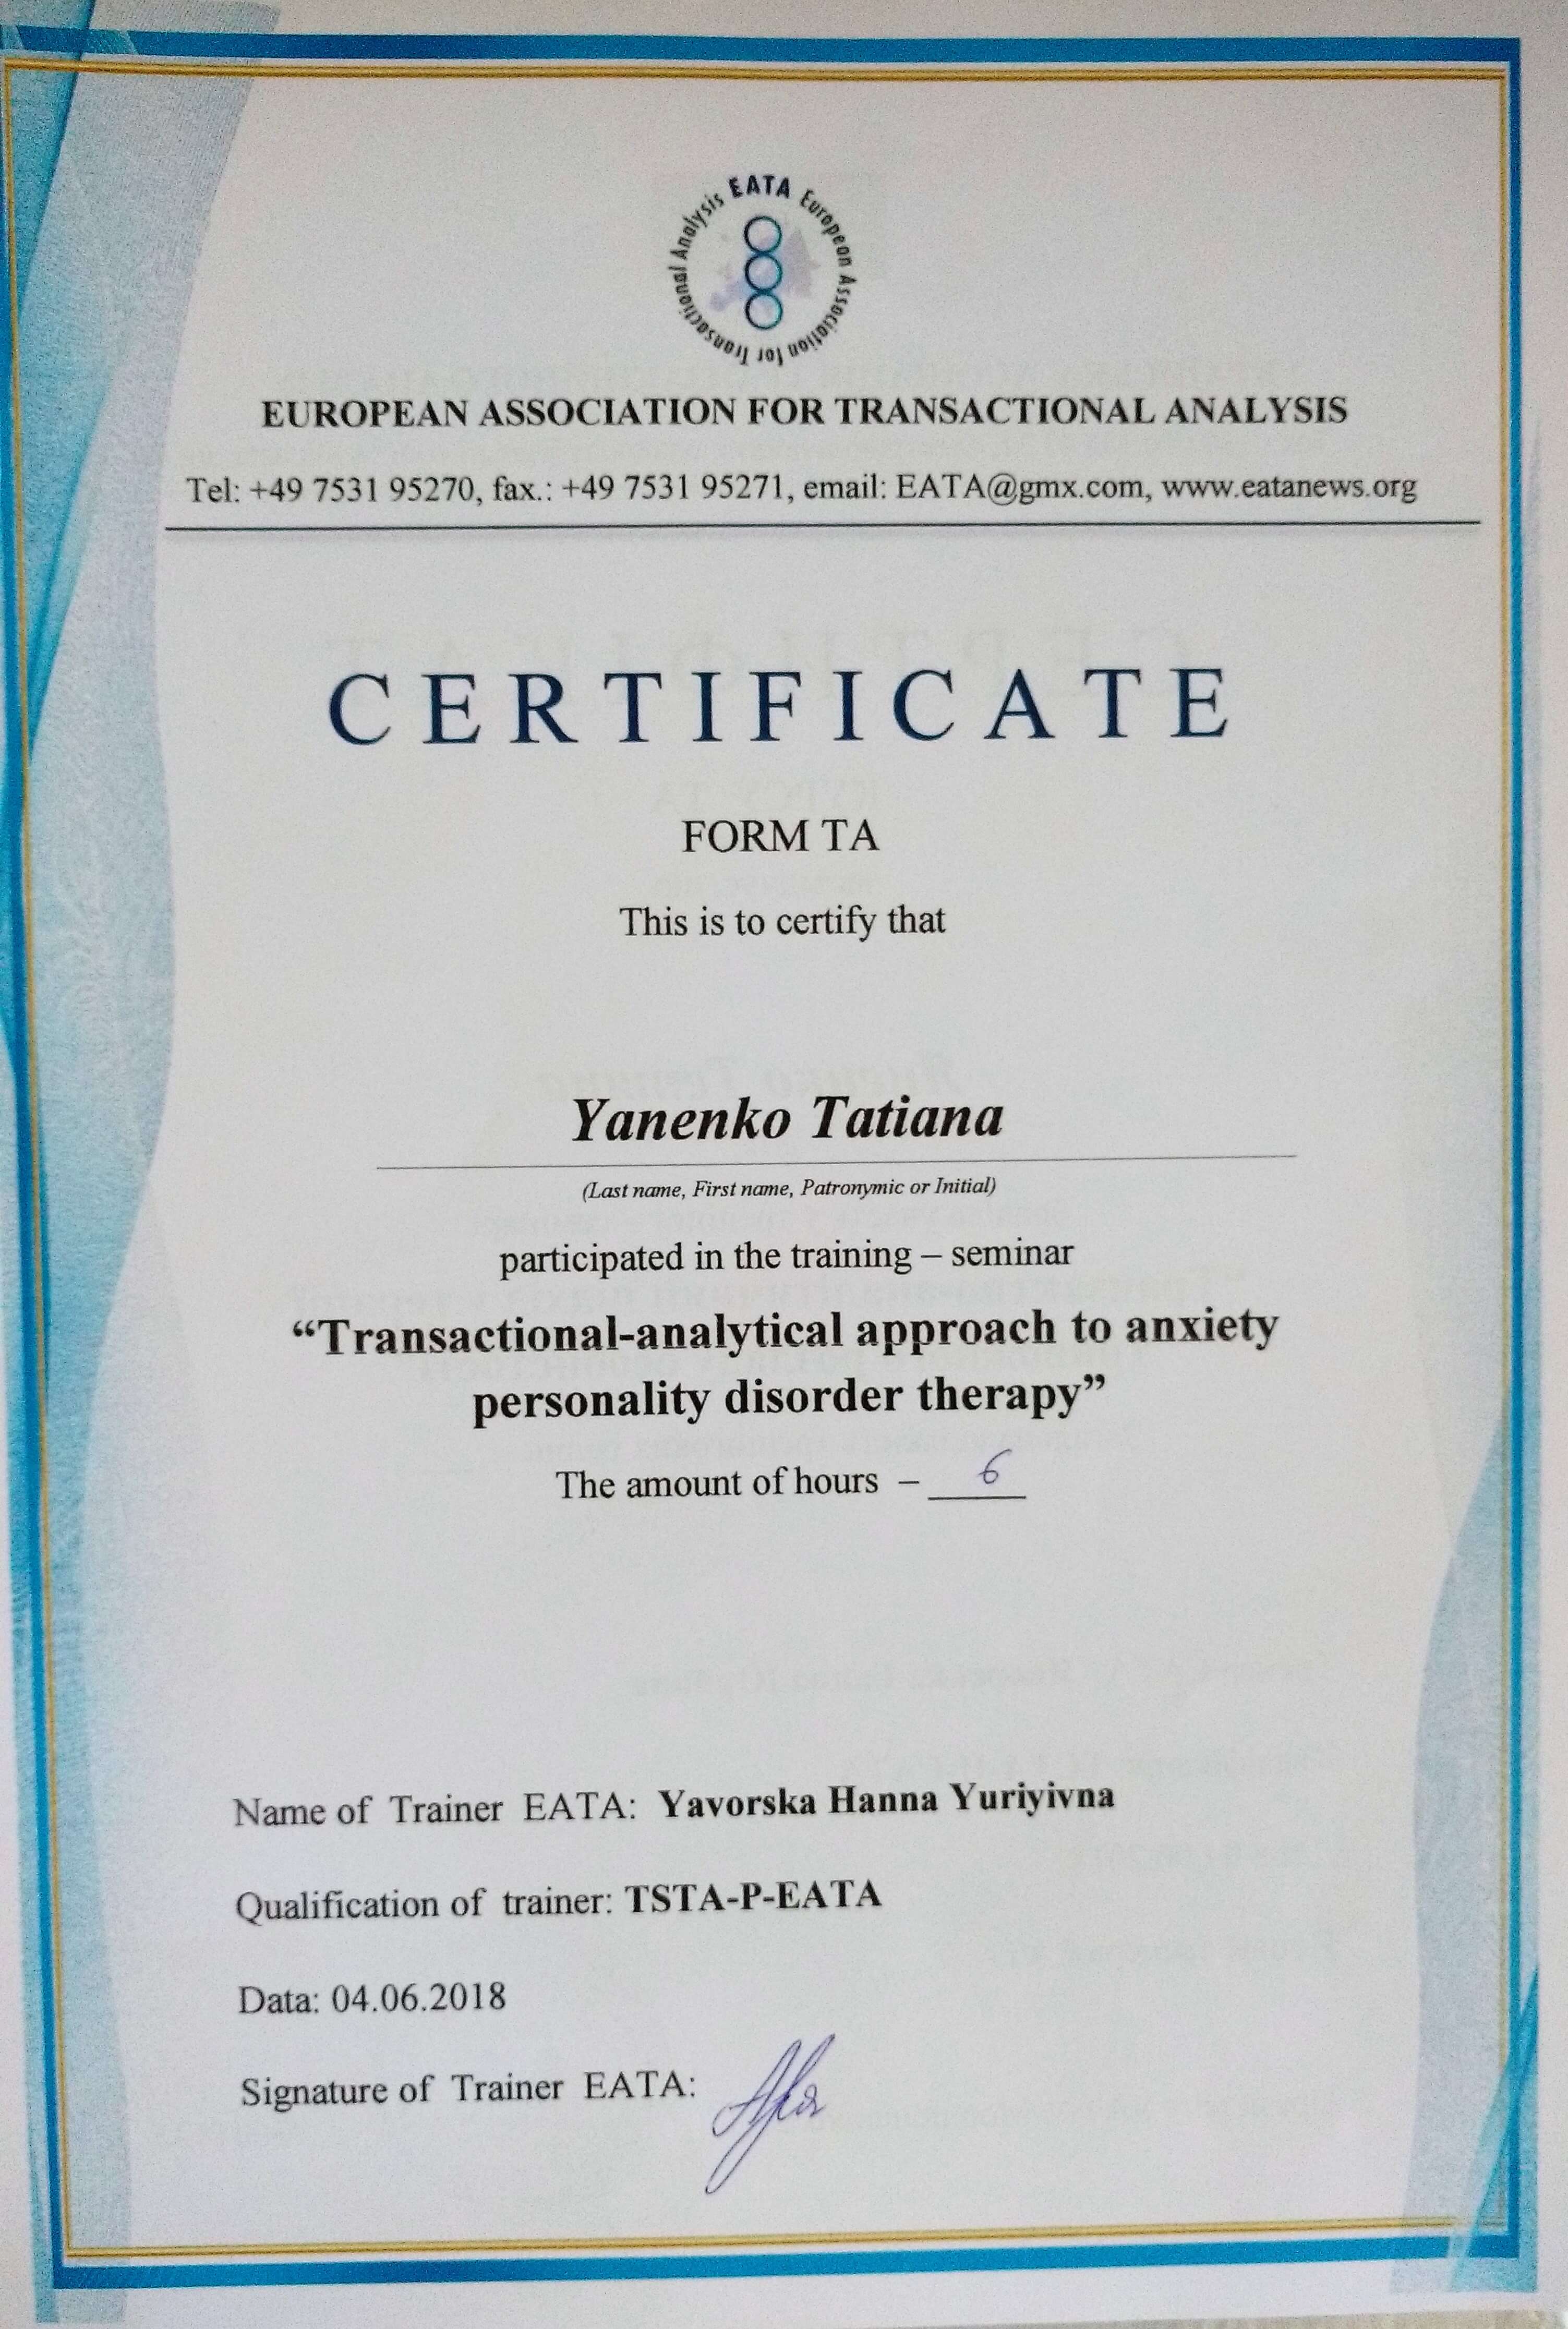 EATA European Association for Transactional Analysis
EUROPEAN ASSOCIATION FOR TRANSACTIONAL ANALYSIS
Tel: +49 7531 95270, fax.: +49 7531 95271, email: EATA@gmx.com, www.eatanews.org
CERTIFICATE
FORM TA
This is to certify that
Yanenko Tatiana
(Last name, First name, Patronymic or Initial)
participated in the training – seminar
“Transactional-analytical approach to anxiety
personality disorder therapy”
The amount of hours – 6
Name of Trainer EATA: Yavorska Hanna Yuriyivna
Qualification of trainer: TSTA-P-EATA
Data: 04.06.2018
Signature of Trainer EATA: